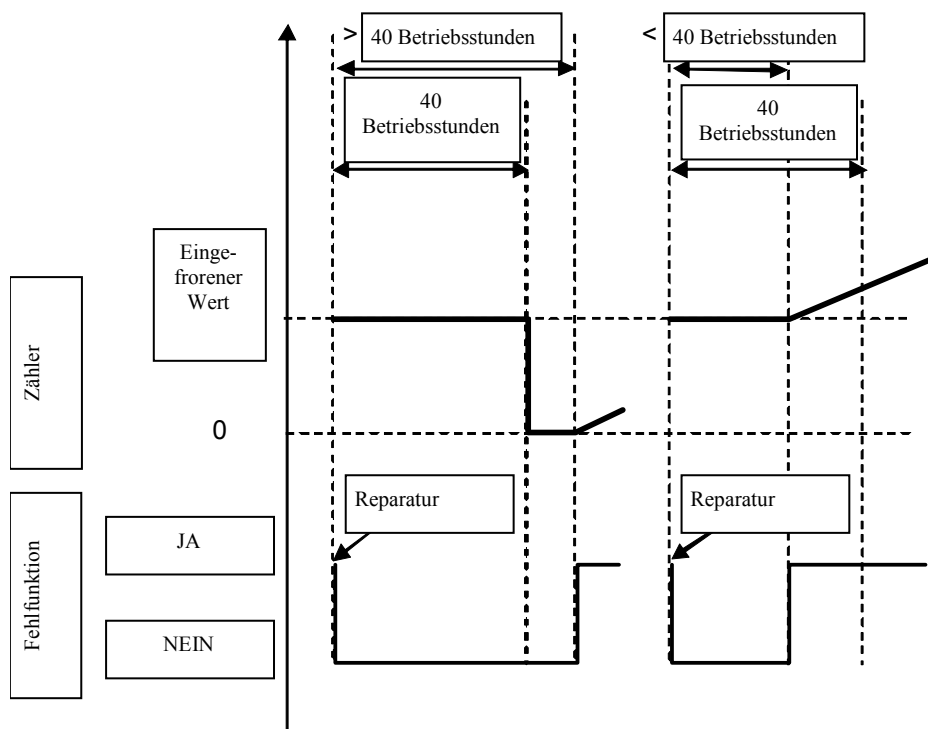 > 40 Betriebsstunden
< 40 Betriebsstunden
40
Betriebsstunden
40
Betriebsstunden
Einge-
frorener
Wert
Zähler
0
Reparatur
Reparatur
JA
Fehlfunktion
NEIN